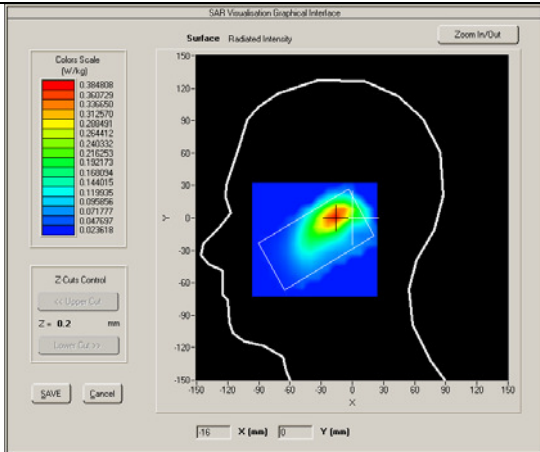 SAR Visualisation Graphical Interface
Surface Radiated Intensity
Zoom In/Out
Colors Scale
(W/kg)
0.384808
0.360729
0.336650
0.312570
0.288491
0.264412
0.240332
0.216253
0.192173
0.168094
0.144015
0.119935
0.095856
0.071777
0.047697
0.023618
Z Cuts Control
<< Upper Cut
Z = 0.2 mm
Lower Cut >>
SAVE Cancel
Y
150
120
90
60
30
0
-30
-60
-90
-120
-150
-150 -120 -90 -60 -30 0 30 60 90 120 150
X
-16 X (mm) 0 Y (mm)